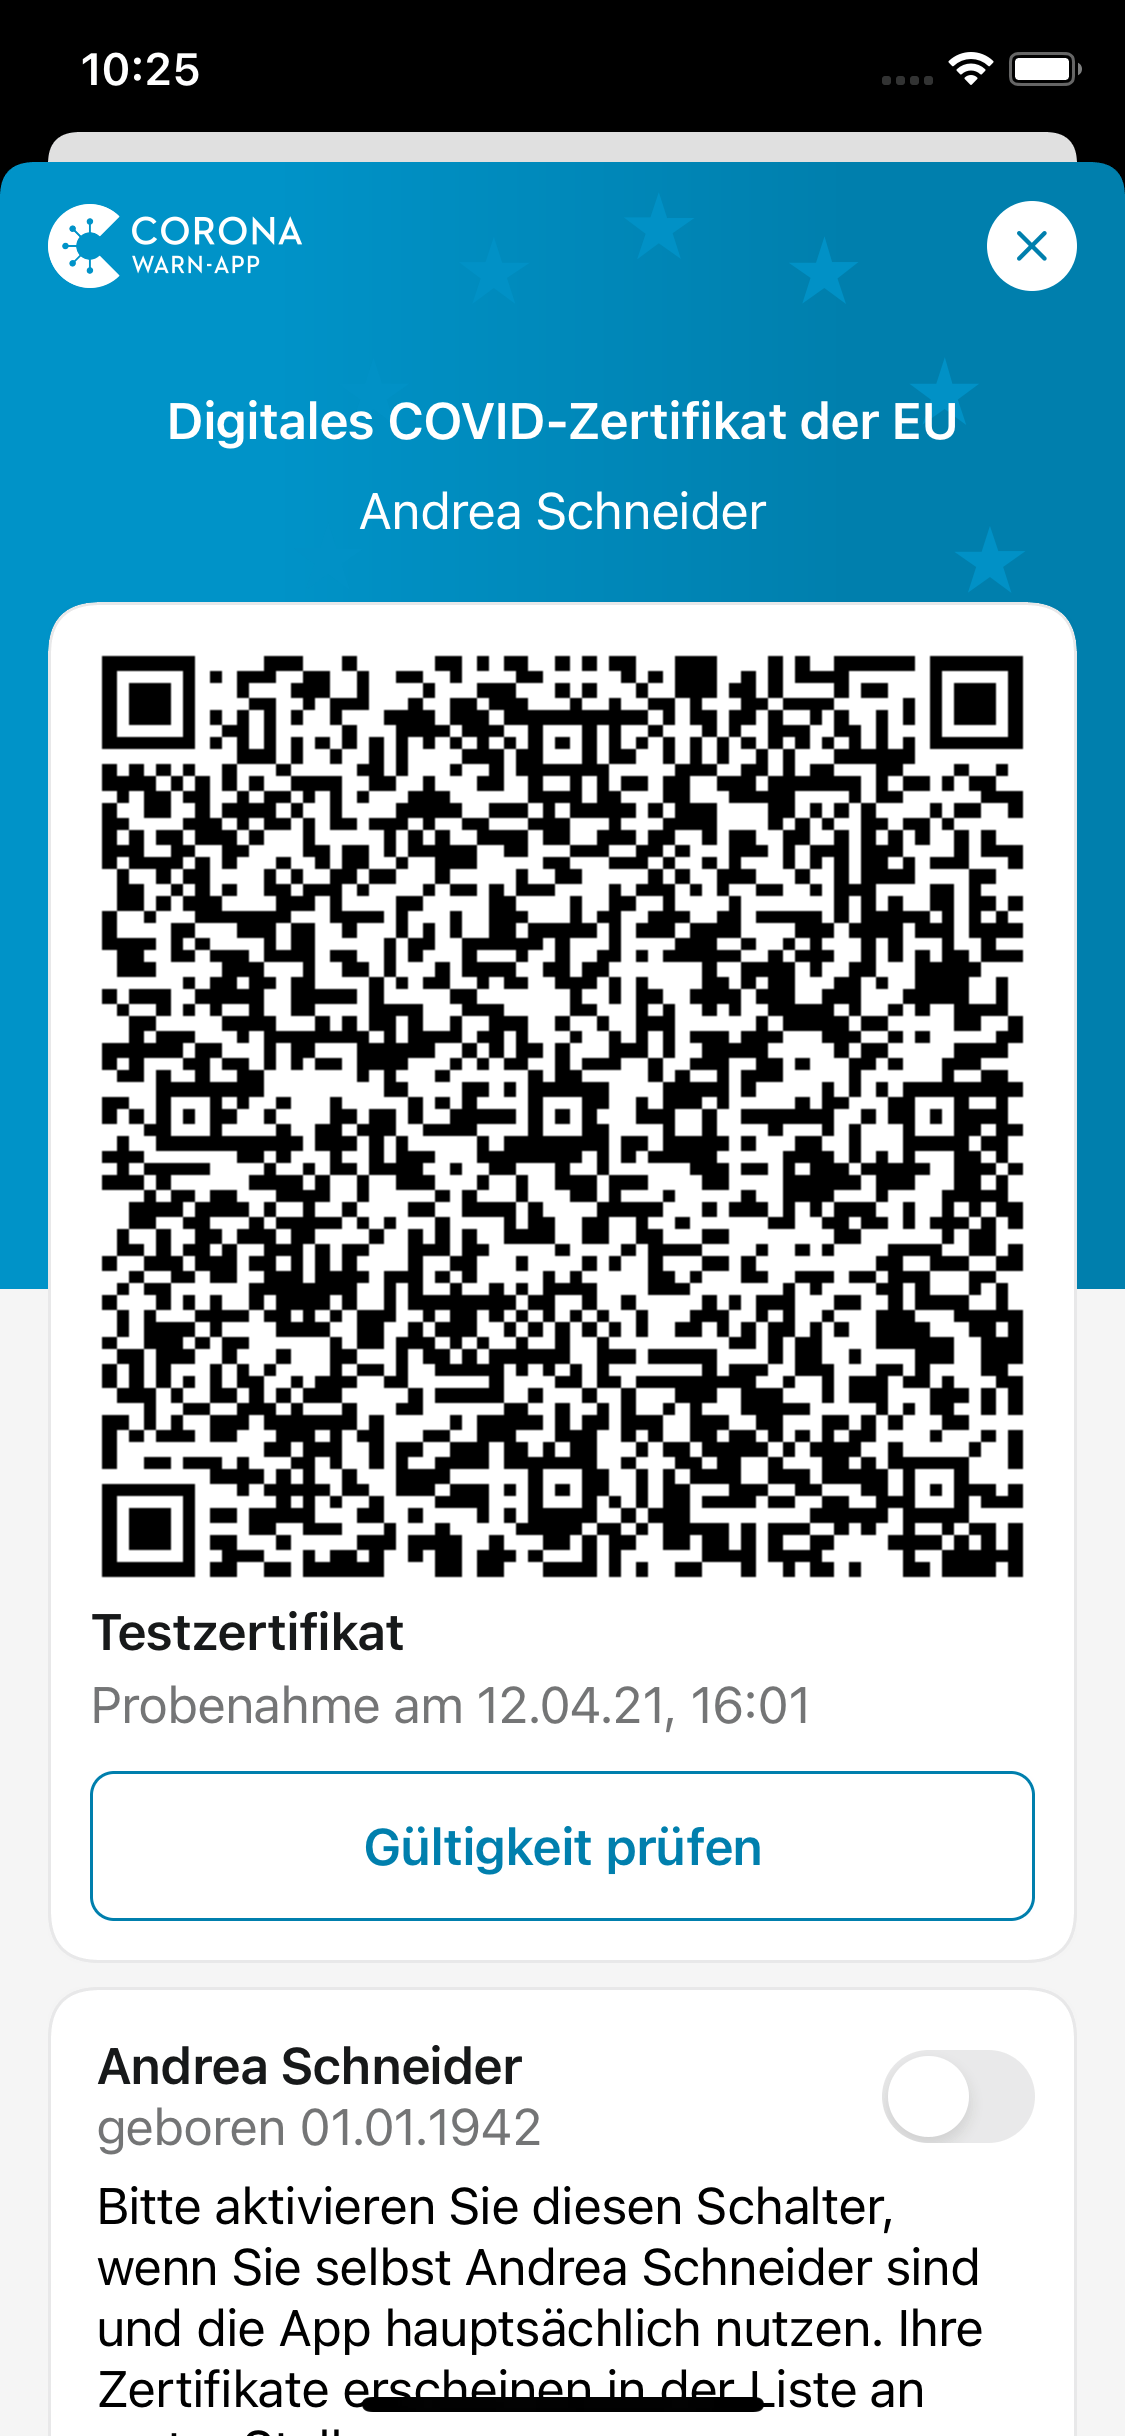 10:25
CORONA
WARN-APP
Digitales COVID-Zertifikat der EU
Andrea Schneider
Testzertifikat
Probenahme am 12.04.21, 16:01
Gültigkeit prüfen
Andrea Schneider
geboren 01.01.1942
Bitte aktivieren Sie diesen Schalter,
wenn Sie selbst Andrea Schneider sind
und die App hauptsächlich nutzen. Ihre
Zertifikate erscheinen in der Liste an